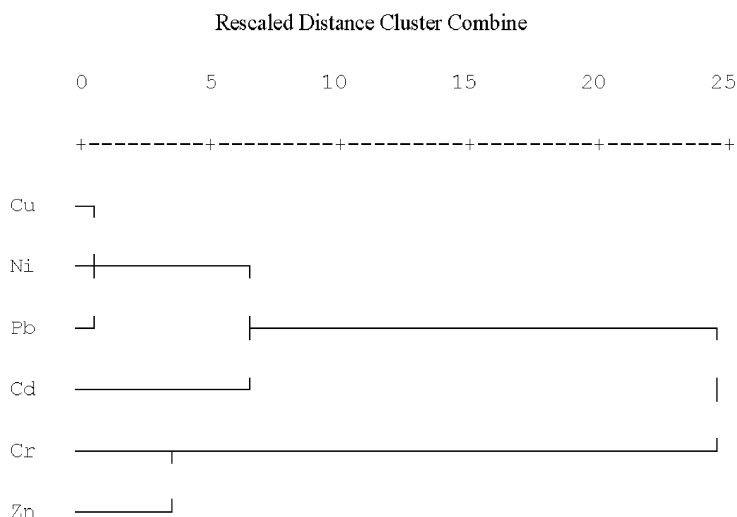 Rescaled Distance Cluster Combine
0 5 10 15 20 25
Cu
Ni
Pb
Cd
Cr
Zn